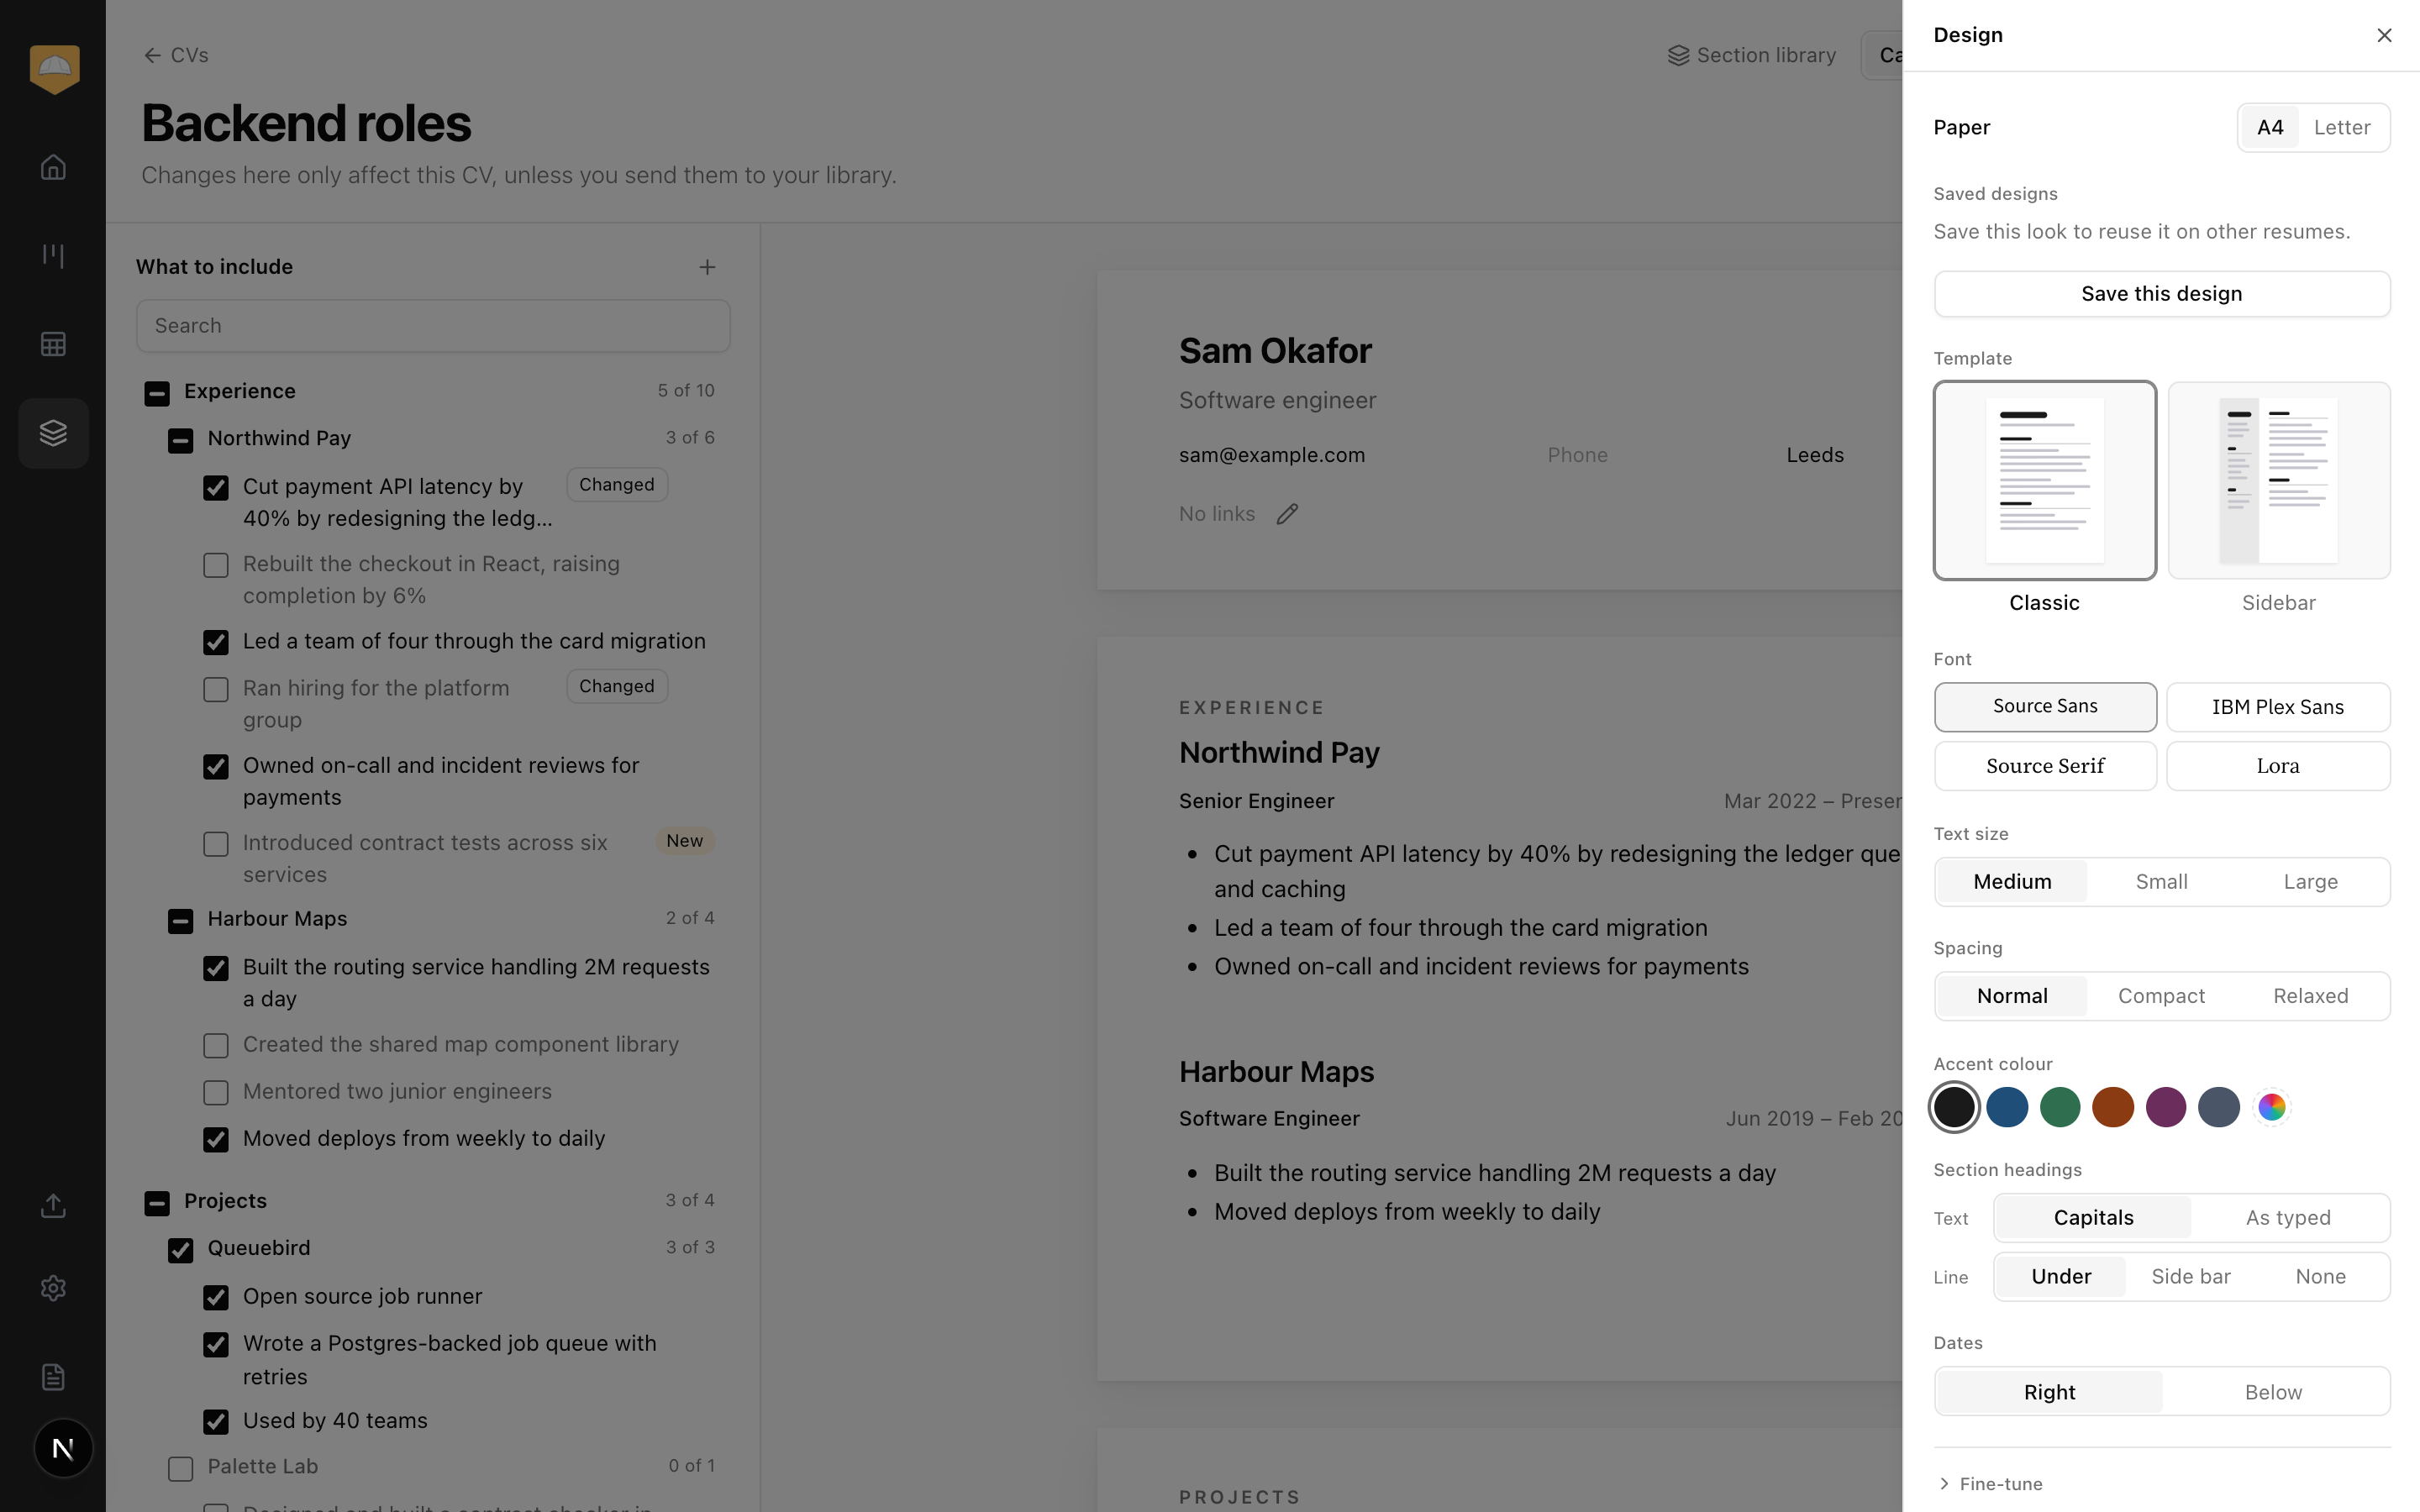 CVs
Section library
Ca
Backend roles
Changes here only affect this CV, unless you send them to your library.
What to include
Search
Experience 5 of 10
Northwind Pay 3 of 6
Cut payment API latency by Changed
40% by redesigning the ledg...
Rebuilt the checkout in React, raising
completion by 6%
Led a team of four through the card migration
Ran hiring for the platform Changed
group
Owned on-call and incident reviews for
payments
Introduced contract tests across six New
services
Harbour Maps 2 of 4
Built the routing service handling 2M requests
a day
Created the shared map component library
Mentored two junior engineers
Moved deploys from weekly to daily
Projects 3 of 4
Queuebird 3 of 3
Open source job runner
Wrote a Postgres-backed job queue with
retries
Used by 40 teams
Palette Lab 0 of 1
N
Sam Okafor
Software engineer
sam@example.com Phone Leeds
No links
EXPERIENCE
Northwind Pay
Senior Engineer Mar 2022 – Presen
• Cut payment API latency by 40% by redesigning the ledger que
and caching
• Led a team of four through the card migration
• Owned on-call and incident reviews for payments
Harbour Maps
Software Engineer Jun 2019 – Feb 20
• Built the routing service handling 2M requests a day
• Moved deploys from weekly to daily
PROJECTS
Design
Paper A4 Letter
Saved designs
Save this look to reuse it on other resumes.
Save this design
Template
Classic Sidebar
Font
Source Sans IBM Plex Sans
Source Serif Lora
Text size
Medium Small Large
Spacing
Normal Compact Relaxed
Accent colour
Section headings
Text Capitals As typed
Line Under Side bar None
Dates
Right Below
Fine-tune